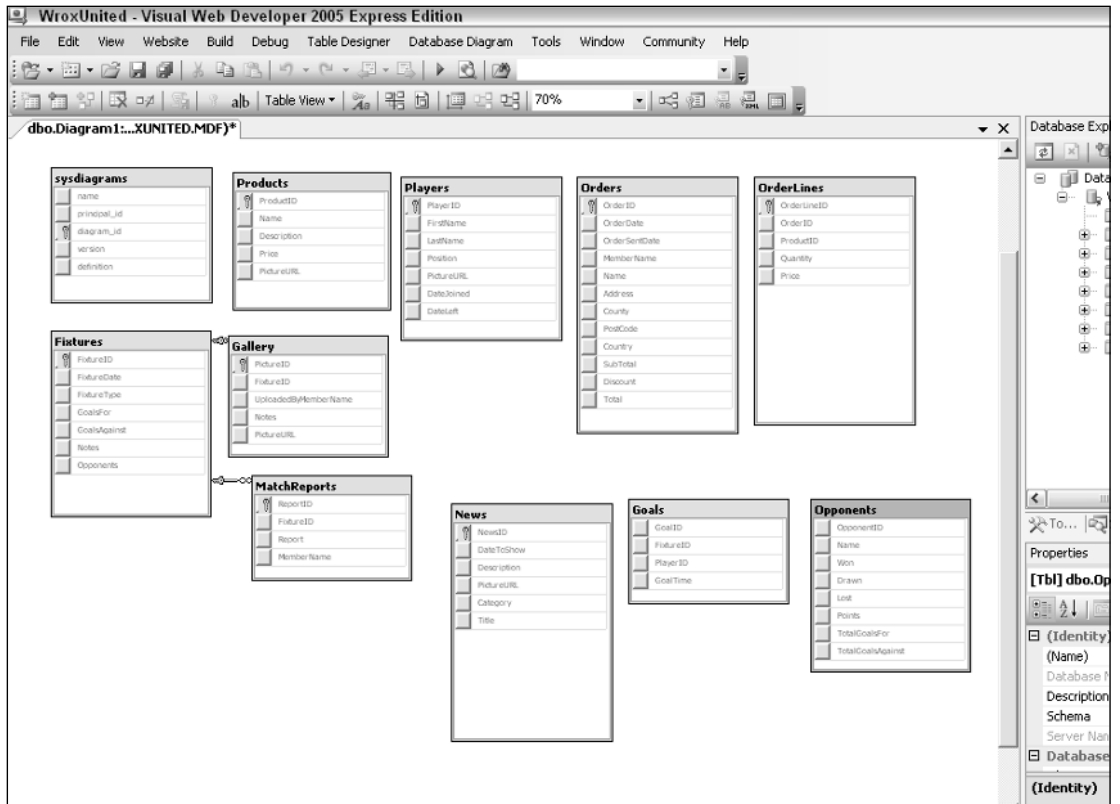 WroxUnited - Visual Web Developer 2005 Express Edition
File Edit View Website Build Debug Table Designer Database Diagram Tools Window Community Help
alb Table View 70%
dbo.Diagram1:...XUNITED.MDF)*
sysdiagrams
name
principal_id
diagram_id
version
definition
Products
ProductID
Name
Description
Price
PictureURL
Players
PlayerID
FirstName
LastName
Position
PictureURL
DateJoined
DateLeft
Orders
OrderID
OrderDate
OrderSentDate
MemberName
Name
Address
County
PostCode
Country
SubTotal
Discount
Total
OrderLines
OrderLineID
OrderID
ProductID
Quantity
Price
Fixtures
FixtureID
FixtureDate
FixtureType
GoalsFor
GoalsAgainst
Notes
Opponents
Gallery
PictureID
FixtureID
UploadedByMemberName
Notes
PictureURL
MatchReports
ReportID
FixtureID
Report
MemberName
News
NewsID
DateToShow
Description
PictureURL
Category
Title
Goals
GoalID
FixtureID
PlayerID
GoalTime
Opponents
OpponentID
Name
Won
Drawn
Lost
Points
TotalGoalsFor
TotalGoalsAgainst
Database Exp
Data
To...
Properties
[Tbl] dbo.Op
(Identity)
(Name)
Database N
Description
Schema
Server Nan
Database
(Identity)